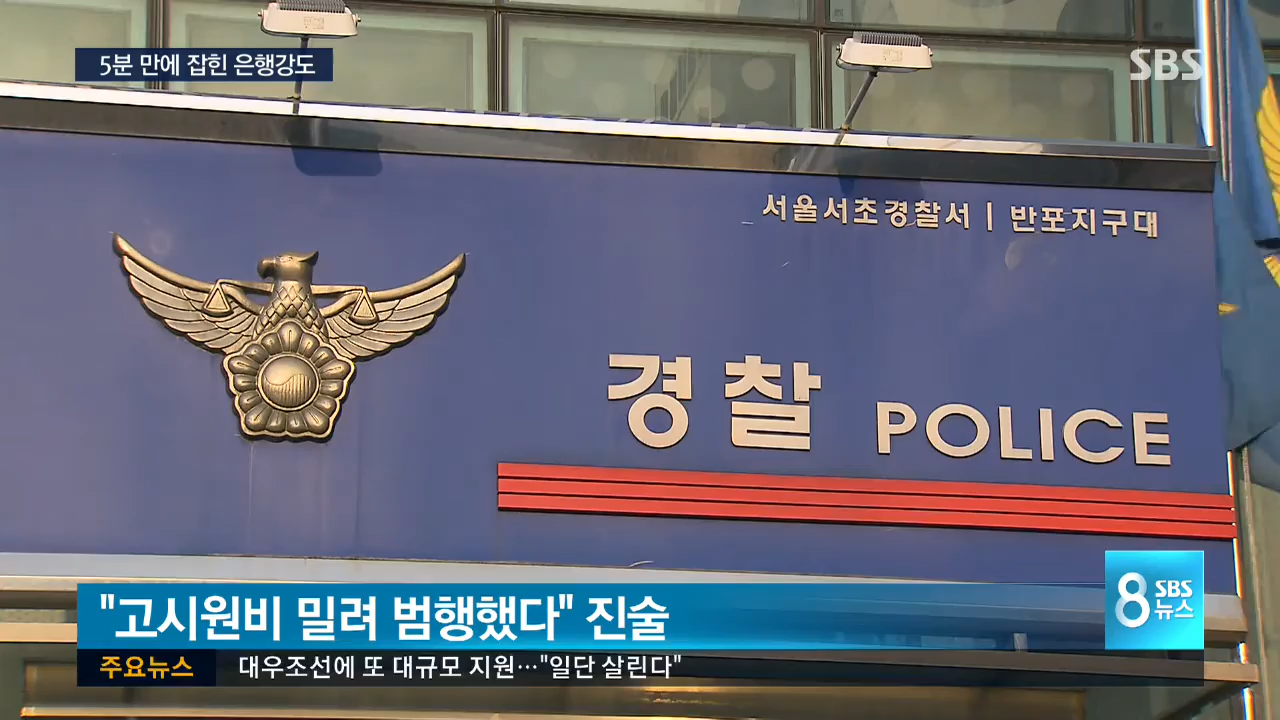 5분 만에 잡힌 은행강도
SBS
서울서초경찰서 | 반포지구대
경찰 POLICE
"고시원비 밀려 범행했다" 진술
8 SBS 뉴스
주요뉴스 대우조선에 또 대규모 지원…"일단 살린다"